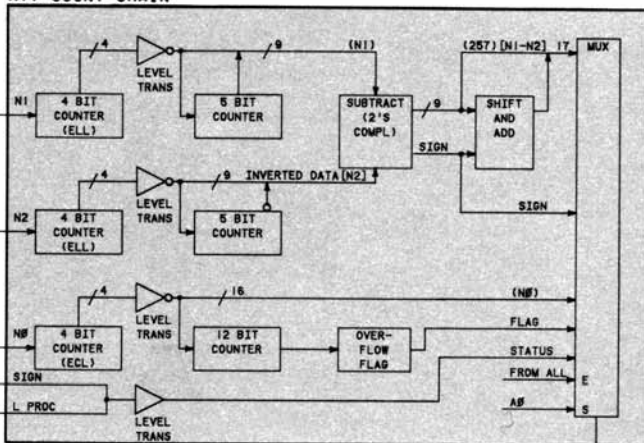 4
LEVEL
TRANS
9
(N1)
(257)[N1-N2]
17
MUX
N1
4 BIT
COUNTER
(ELL)
5 BIT
COUNTER
SUBTRACT
(2'S
COMPL)
9
SHIFT
AND
ADD
SIGN
4
LEVEL
TRANS
9
INVERTED DATA[N2]
N2
4 BIT
COUNTER
(ELL)
5 BIT
COUNTER
SIGN
4
LEVEL
TRANS
16
(NØ)
NØ
4 BIT
COUNTER
(ECL)
12 BIT
COUNTER
OVER-
FLOW
FLAG
FLAG
STATUS
SIGN
L PROC
LEVEL
TRANS
FROM ALL
E
AØ
S